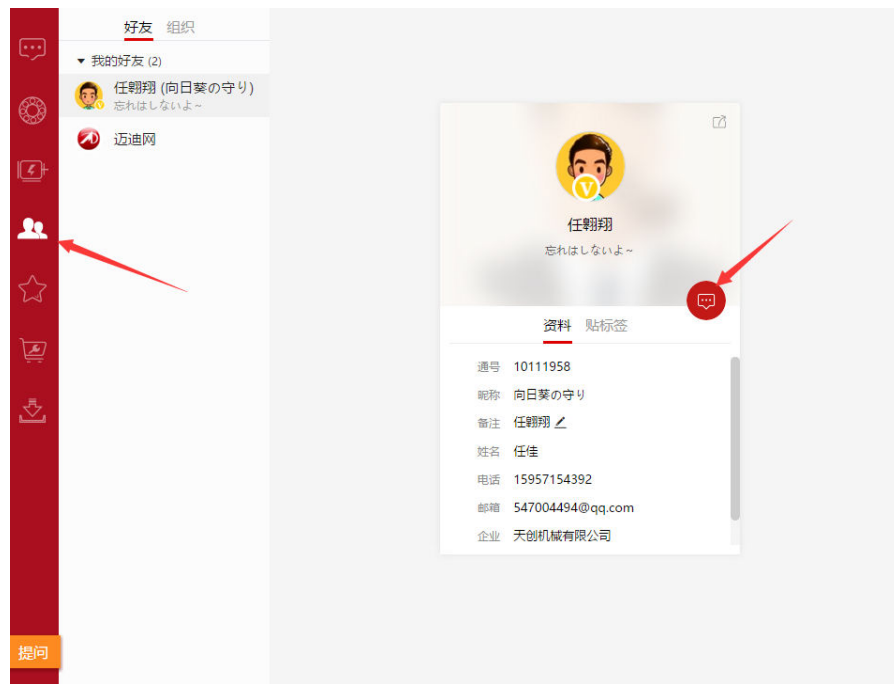 好友 组织
我的好友 (2)
任翱翔 (向日葵の守り)
忘れはしないよ~
迈迪网
V
任翱翔
忘れはしないよ~
资料 贴标签
通号 10111958
昵称 向日葵の守り
备注 任翱翔
姓名 任佳
电话 15957154392
邮箱 547004494@qq.com
企业 天创机械有限公司
提问